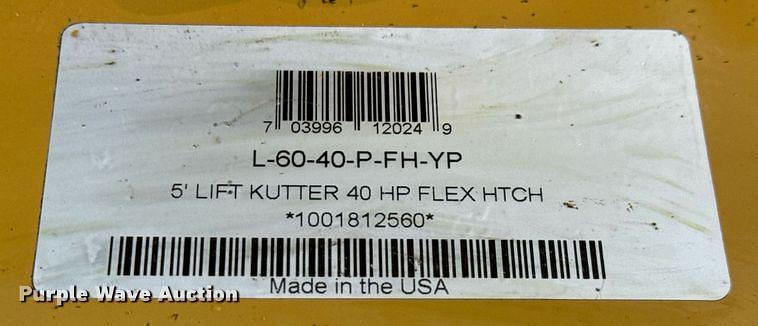 7 03996 12024 9
L-60-40-P-FH-YP
5' LIFT KUTTER 40 HP FLEX HTCH
*1001812560*
Made in the USA
Purple Wave Auction